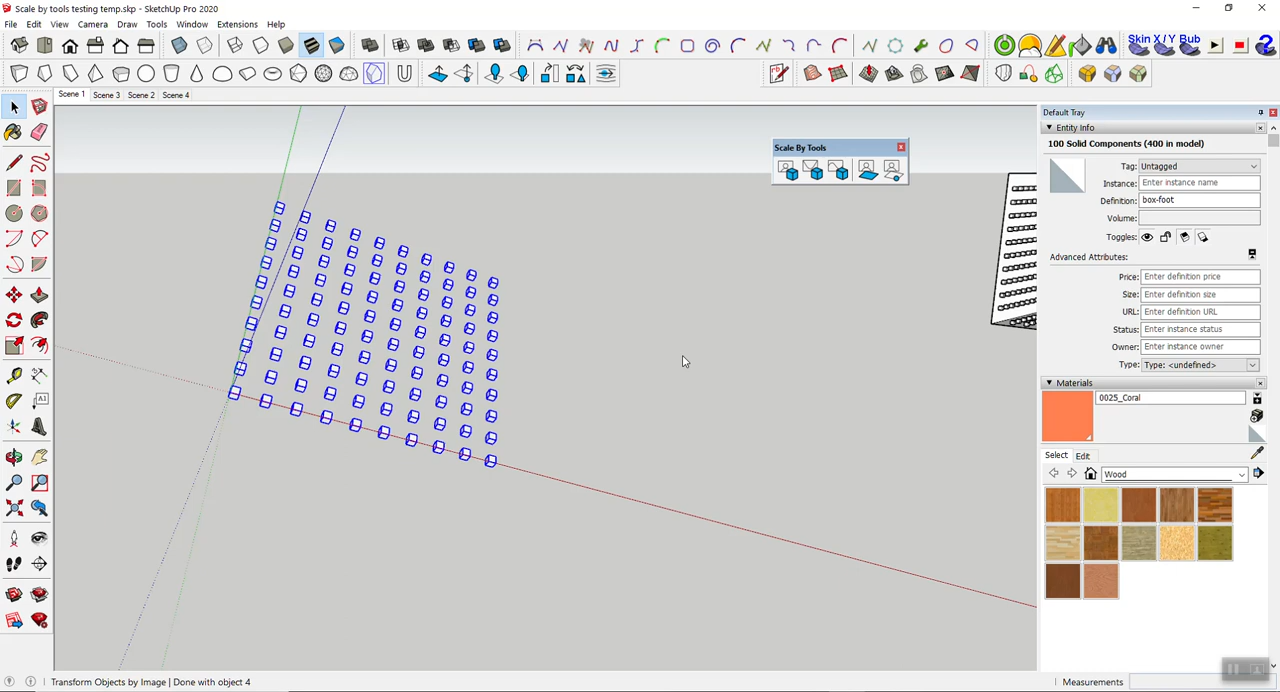 Scale by tools testing temp.skp - SketchUp Pro 2020
File Edit View Camera Draw Tools Window Extensions Help
Skin X / Y Bub
Scene 1 Scene 3 Scene 2 Scene 4
Scale By Tools
Default Tray
Entity Info
100 Solid Components (400 in model)
Tag: Untagged
Instance: Enter instance name
Definition: box-foot
Volume:
Toggles:
Advanced Attributes:
Price: Enter definition price
Size: Enter definition size
URL: Enter definition URL
Status: Enter instance status
Owner: Enter instance owner
Type: Type: <undefined>
Materials
0025_Coral
Select Edit
Wood
A1
Transform Objects by Image | Done with object 4
Measurements